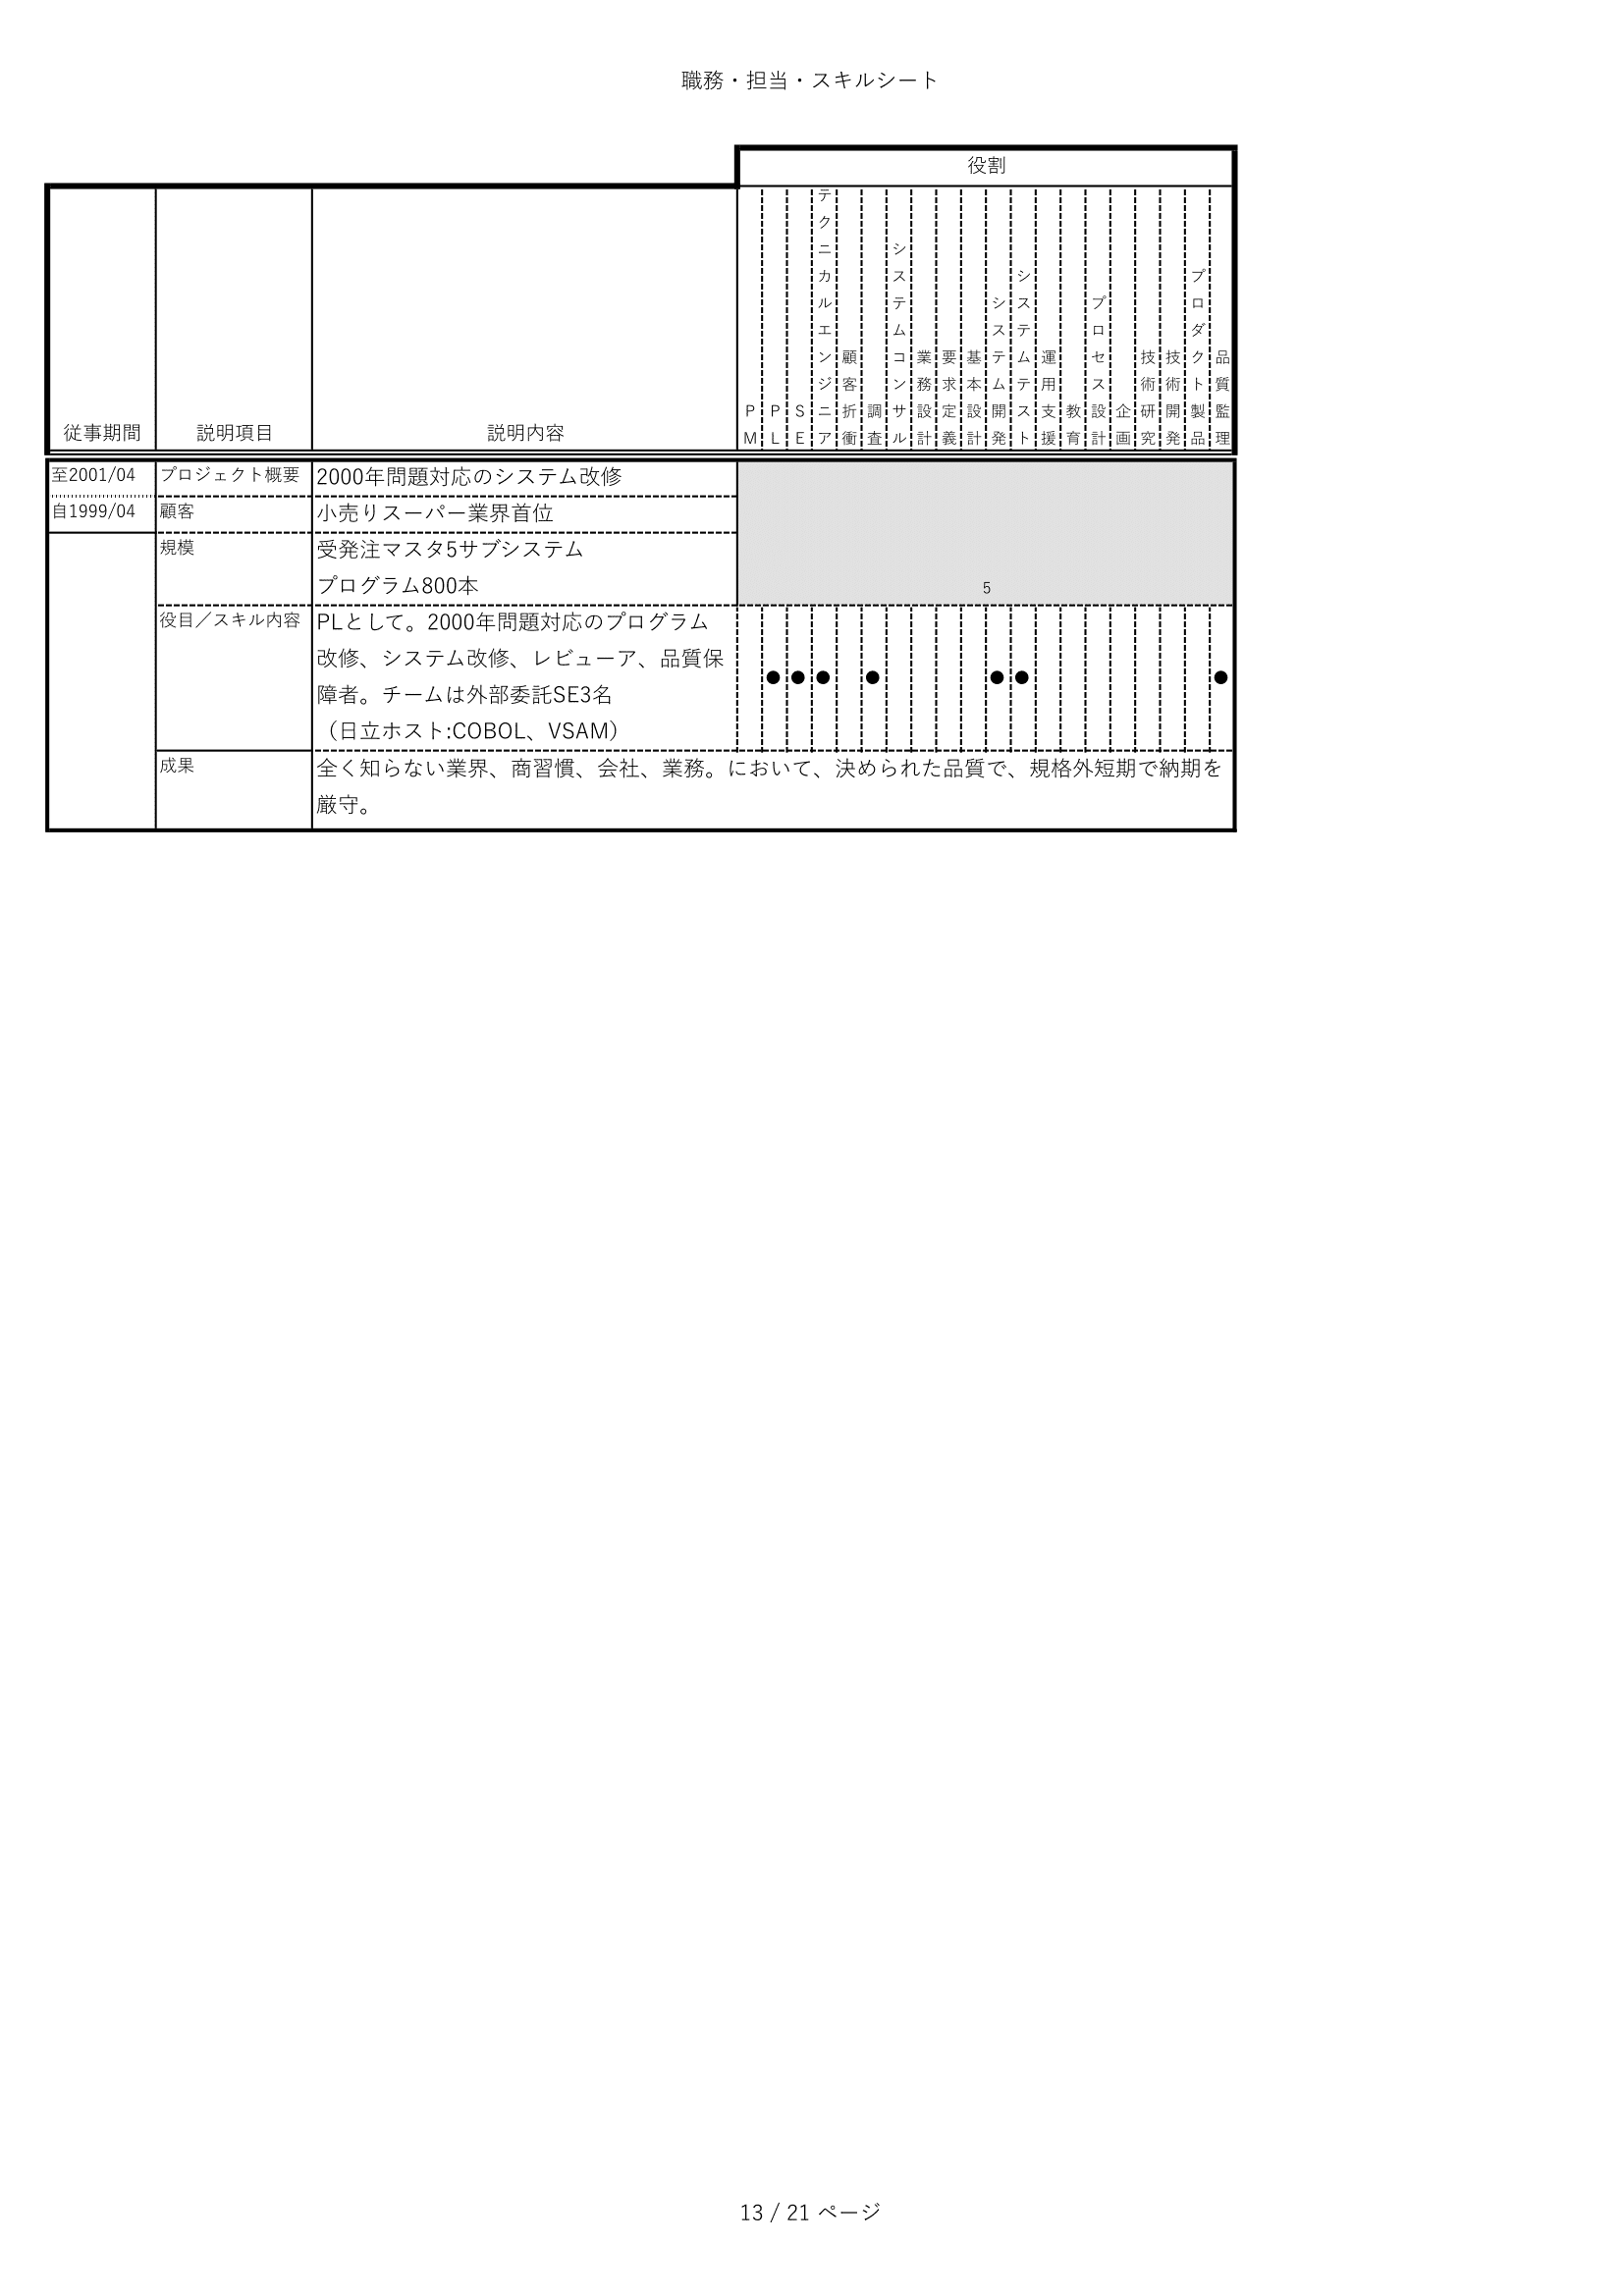 職務・担当・スキルシート
役割
従事期間
説明項目
説明内容
PM
PL
SE
テクニカルエンジニア
顧客折衝
調査
システムコンサル
業務設計
要求定義
基本設計
システム開発
システムテスト
運用支援
教育
プロセス設計
企画
技術研究
技術開発
プロダクト製品
品質監理
至2001/04
プロジェクト概要
2000年問題対応のシステム改修
自1999/04
顧客
小売りスーパー業界首位
規模
受発注マスタ5サブシステム
プログラム800本
5
役目／スキル内容
PLとして。2000年問題対応のプログラム
改修、システム改修、レビューア、品質保
障者。チームは外部委託SE3名
（日立ホスト:COBOL、VSAM）
● ● ● ● ● ● ●
成果
全く知らない業界、商習慣、会社、業務。において、決められた品質で、規格外短期で納期を
厳守。
13 / 21 ページ